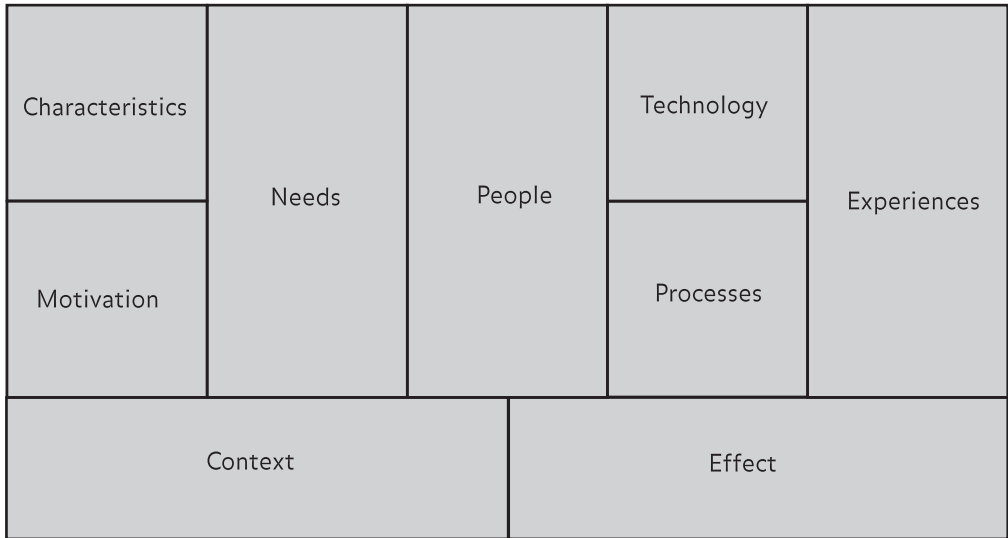 Characteristics
Motivation
Needs
People
Technology
Processes
Experiences
Context
Effect